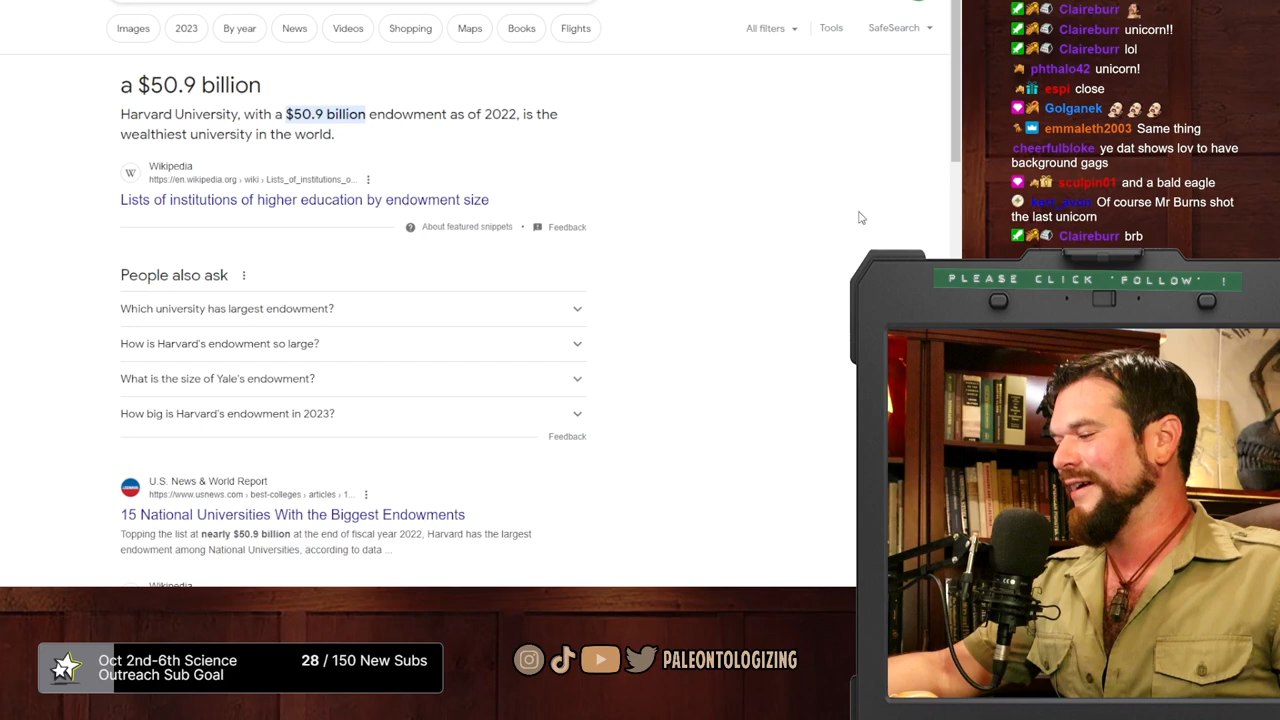 Images
2023
By year
News
Videos
Shopping
Maps
Books
Flights
All filters
Tools
SafeSearch
a $50.9 billion
Harvard University, with a $50.9 billion endowment as of 2022, is the
wealthiest university in the world.
W
Wikipedia
https://en.wikipedia.org › wiki › Lists_of_institutions_o...
Lists of institutions of higher education by endowment size
About featured snippets
Feedback
People also ask
Which university has largest endowment?
How is Harvard's endowment so large?
What is the size of Yale's endowment?
How big is Harvard's endowment in 2023?
Feedback
U.S. News & World Report
https://www.usnews.com › best-colleges › articles › 1...
15 National Universities With the Biggest Endowments
Topping the list at nearly $50.9 billion at the end of fiscal year 2022, Harvard has the largest
endowment among National Universities, according to data ...
Wikipedia
Claireburr
Claireburr unicorn!!
Claireburr lol
phthalo42 unicorn!
espi close
Golganek
emmaleth2003 Same thing
cheerfulbloke ye dat shows lov to have
background gags
sculpin01 and a bald eagle
kerr_avon Of course Mr Burns shot
the last unicorn
Claireburr brb
PLEASE CLICK 'FOLLOW' !
Oct 2nd-6th Science
Outreach Sub Goal
28 / 150 New Subs
PALEONTOLOGIZING